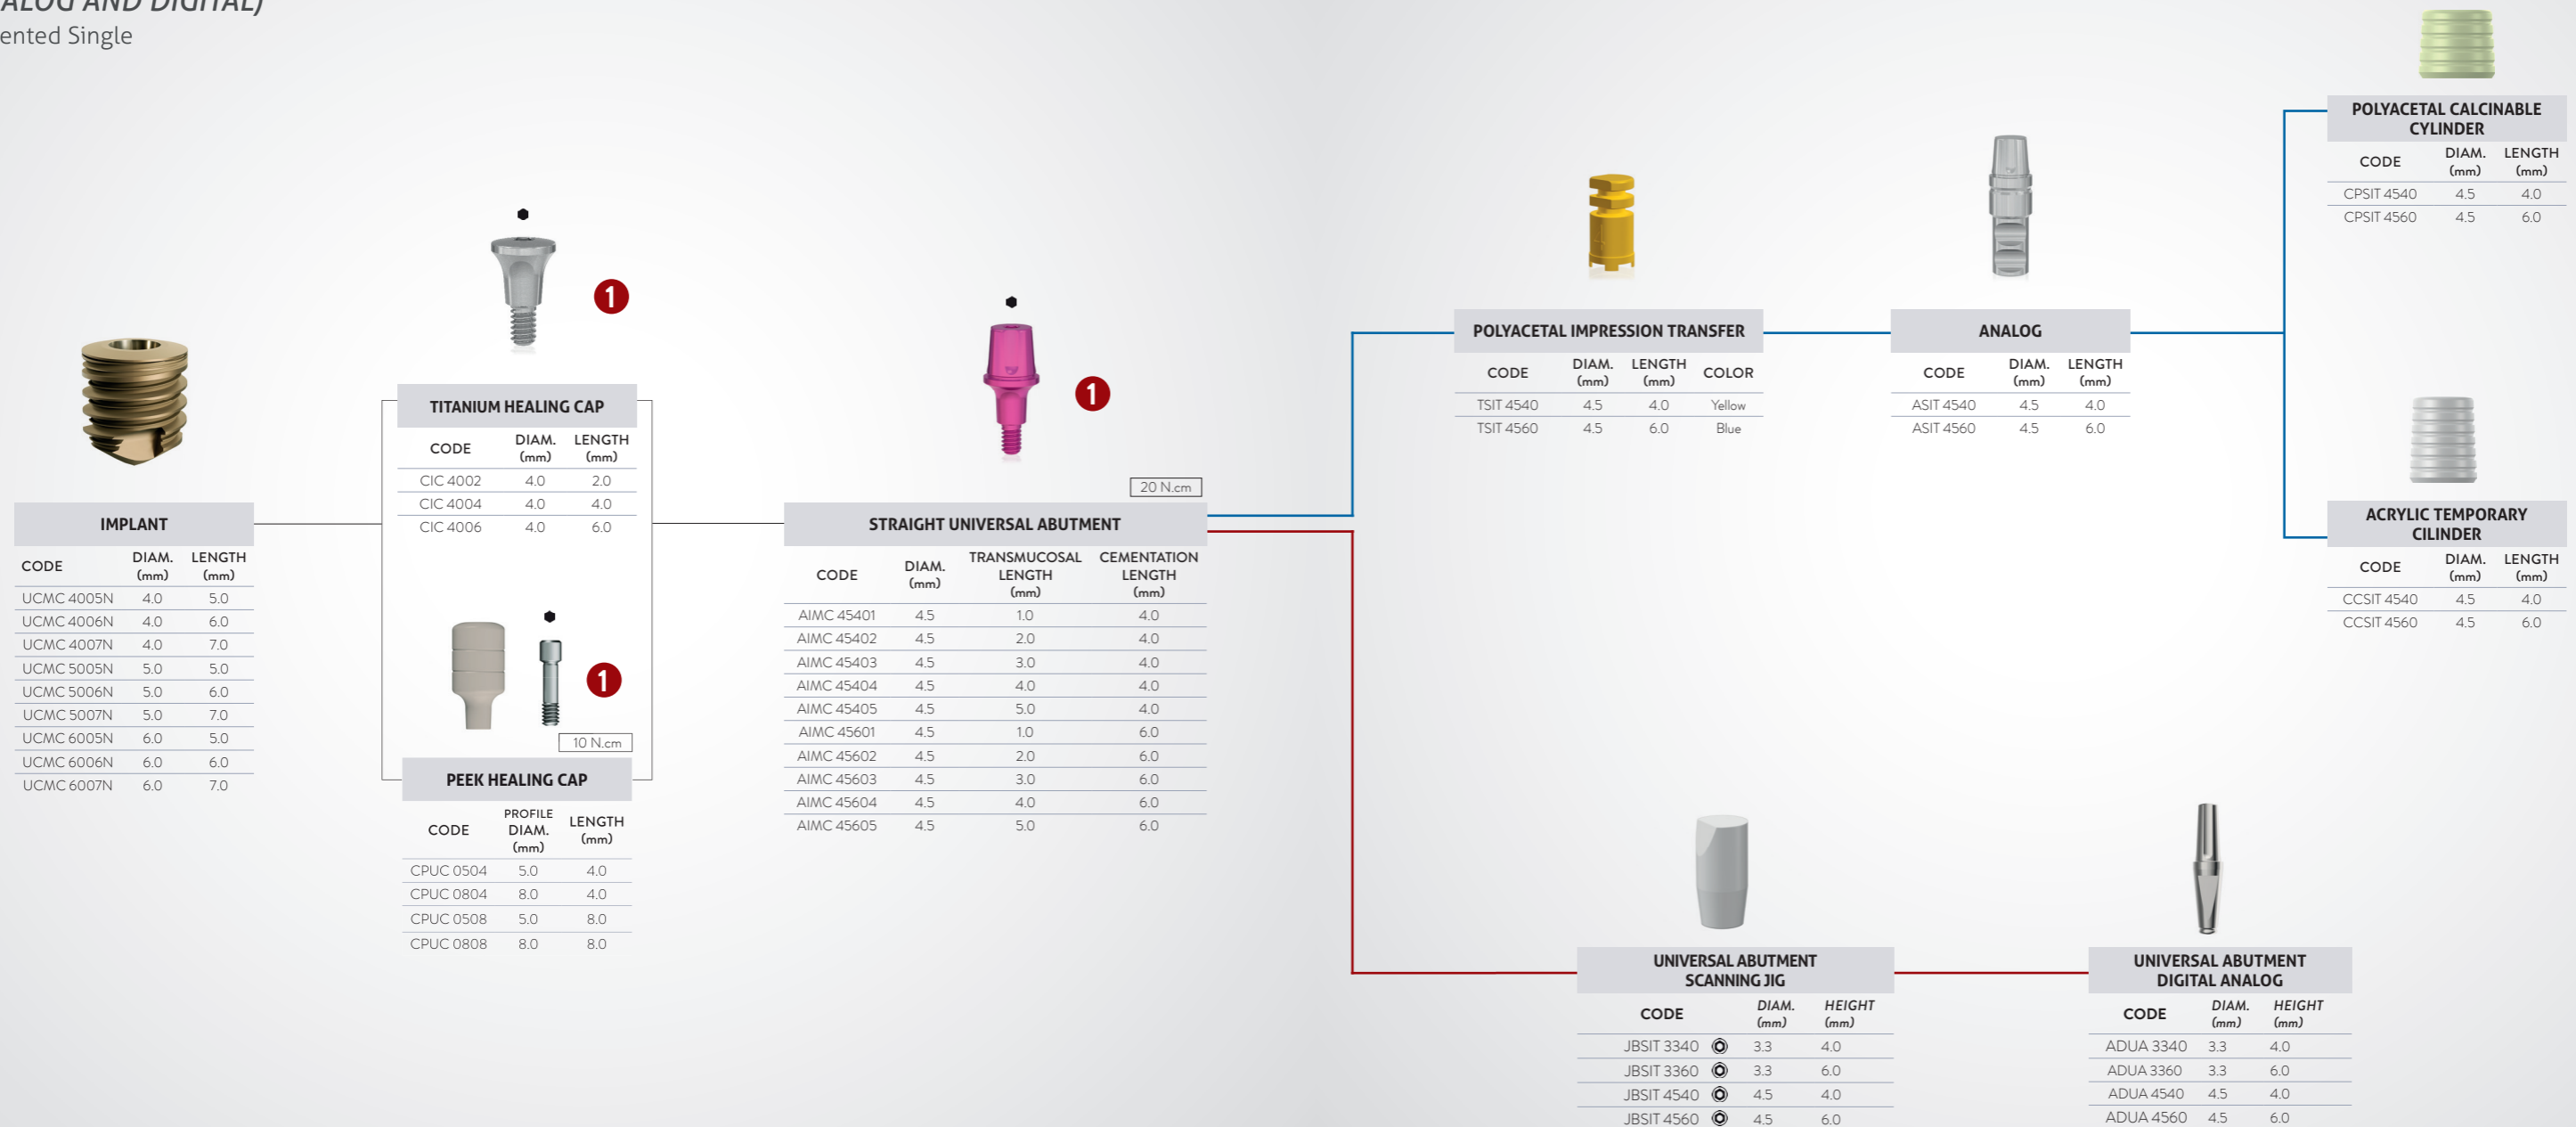 ALOG AND DIGITAL)
ented Single
IMPLANT
CODE DIAM. (mm) LENGTH (mm)
UCMC 4005N 4.0 5.0
UCMC 4006N 4.0 6.0
UCMC 4007N 4.0 7.0
UCMC 5005N 5.0 5.0
UCMC 5006N 5.0 6.0
UCMC 5007N 5.0 7.0
UCMC 6005N 6.0 5.0
UCMC 6006N 6.0 6.0
UCMC 6007N 6.0 7.0
1
TITANIUM HEALING CAP
CODE DIAM. (mm) LENGTH (mm)
CIC 4002 4.0 2.0
CIC 4004 4.0 4.0
CIC 4006 4.0 6.0
1
10 N.cm
PEEK HEALING CAP
CODE PROFILE DIAM. (mm) LENGTH (mm)
CPUC 0504 5.0 4.0
CPUC 0804 8.0 4.0
CPUC 0508 5.0 8.0
CPUC 0808 8.0 8.0
1
20 N.cm
STRAIGHT UNIVERSAL ABUTMENT
CODE DIAM. (mm) TRANSMUCOSAL LENGTH (mm) CEMENTATION LENGTH (mm)
AIMC 45401 4.5 1.0 4.0
AIMC 45402 4.5 2.0 4.0
AIMC 45403 4.5 3.0 4.0
AIMC 45404 4.5 4.0 4.0
AIMC 45405 4.5 5.0 4.0
AIMC 45601 4.5 1.0 6.0
AIMC 45602 4.5 2.0 6.0
AIMC 45603 4.5 3.0 6.0
AIMC 45604 4.5 4.0 6.0
AIMC 45605 4.5 5.0 6.0
POLYACETAL IMPRESSION TRANSFER
CODE DIAM. (mm) LENGTH (mm) COLOR
TSIT 4540 4.5 4.0 Yellow
TSIT 4560 4.5 6.0 Blue
ANALOG
CODE DIAM. (mm) LENGTH (mm)
ASIT 4540 4.5 4.0
ASIT 4560 4.5 6.0
POLYACETAL CALCINABLE
CYLINDER
CODE DIAM. (mm) LENGTH (mm)
CPSIT 4540 4.5 4.0
CPSIT 4560 4.5 6.0
ACRYLIC TEMPORARY
CILINDER
CODE DIAM. (mm) LENGTH (mm)
CCSIT 4540 4.5 4.0
CCSIT 4560 4.5 6.0
UNIVERSAL ABUTMENT
SCANNING JIG
CODE DIAM. (mm) HEIGHT (mm)
JBSIT 3340 3.3 4.0
JBSIT 3360 3.3 6.0
JBSIT 4540 4.5 4.0
JBSIT 4560 4.5 6.0
UNIVERSAL ABUTMENT
DIGITAL ANALOG
CODE DIAM. (mm) HEIGHT (mm)
ADUA 3340 3.3 4.0
ADUA 3360 3.3 6.0
ADUA 4540 4.5 4.0
ADUA 4560 4.5 6.0